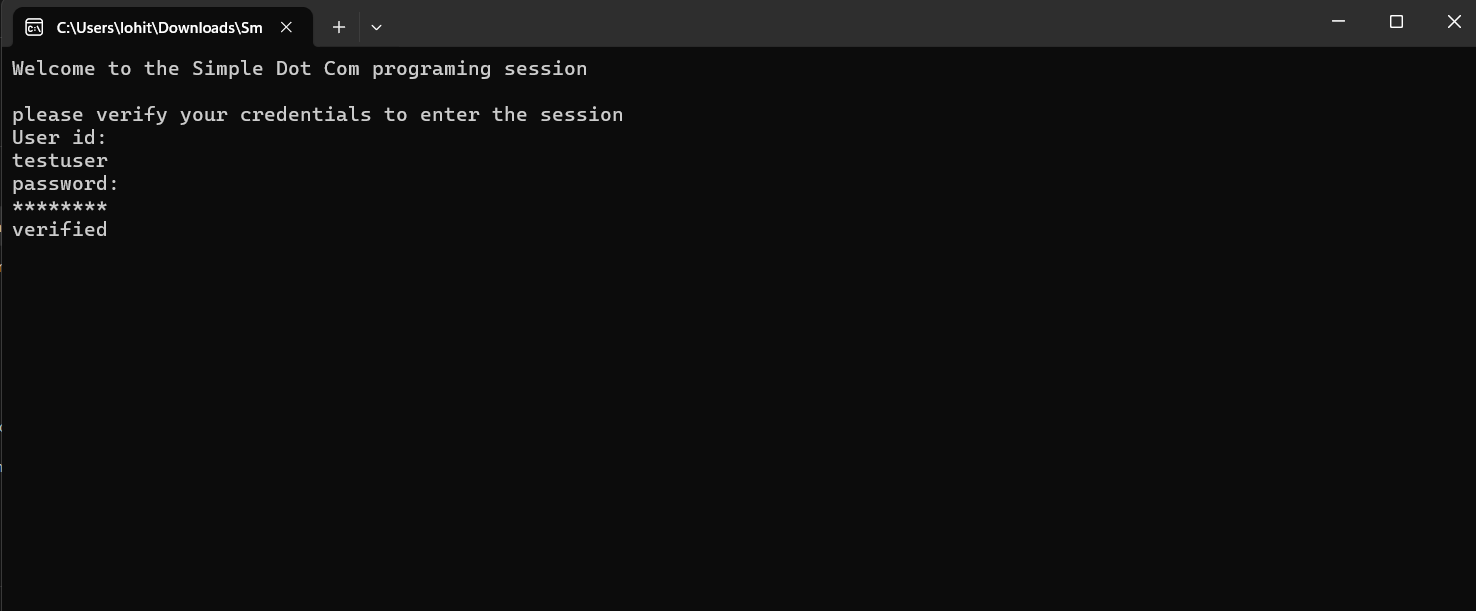 C:\Users\lohit\Downloads\Sm
Welcome to the Simple Dot Com programing session
please verify your credentials to enter the session
User id:
testuser
password:
********
verified